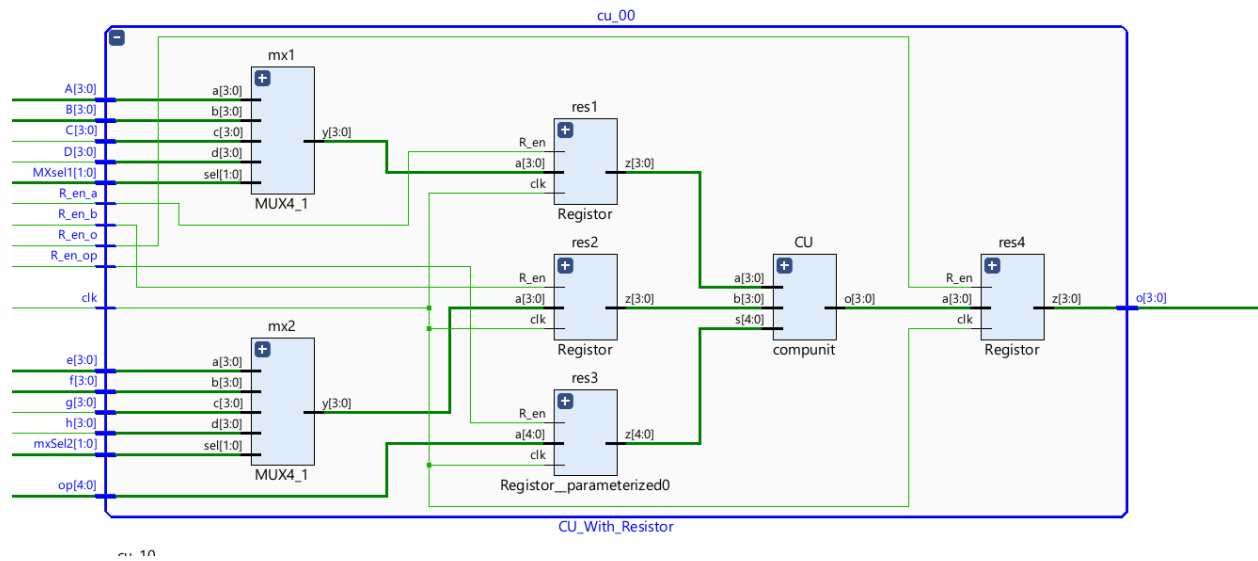 cu_00
mx1
A[3:0] a[3:0]
B[3:0] b[3:0]
C[3:0] c[3:0] y[3:0]
D[3:0] d[3:0]
MXsel1[1:0] sel[1:0]
MUX4_1
R_en_a
R_en_b
R_en_o
R_en_op
clk
res1
R_en
a[3:0] z[3:0]
clk
Registor
res2
R_en
a[3:0] z[3:0]
clk
Registor
CU
a[3:0]
b[3:0] o[3:0]
s[4:0]
compunit
res4
R_en
a[3:0] z[3:0]
clk
Registor
o[3:0]
mx2
e[3:0] a[3:0]
f[3:0] b[3:0]
g[3:0] c[3:0] y[3:0]
h[3:0] d[3:0]
mxSel2[1:0] sel[1:0]
MUX4_1
op[4:0]
res3
R_en
a[4:0] z[4:0]
clk
Registor__parameterized0
CU_With_Resistor
cu_10